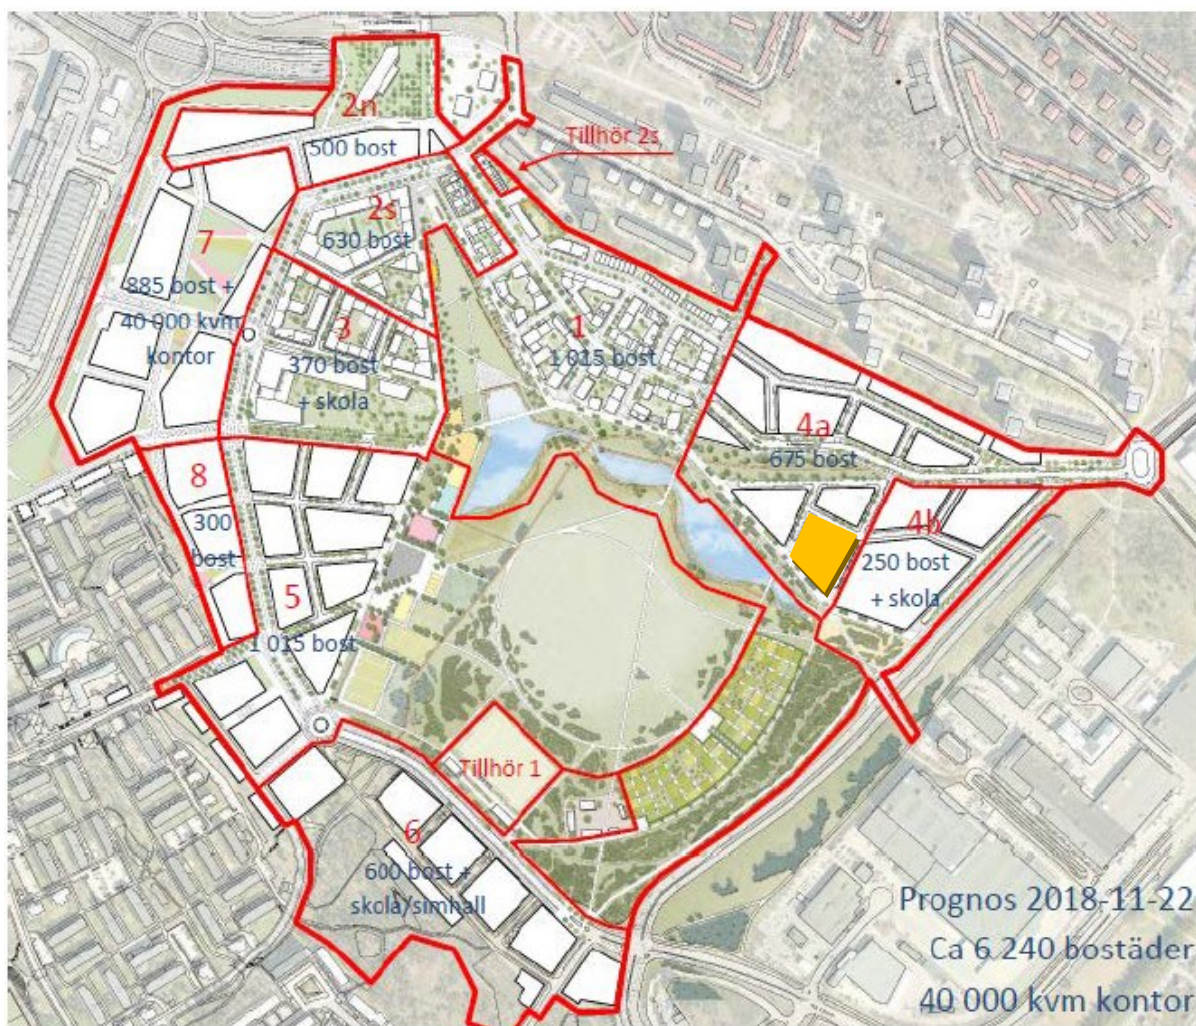 2n
500 bost
Tillhör 2s
2s
630 bost
7
885 bost +
40 000 kvm
kontor
3
370 bost
+ skola
1
1 015 bost
4a
675 bost
8
300
bost
4b
250 bost
+ skola
5
1 015 bost
Tillhör 1
6
600 bost +
skola/simhall
Prognos 2018-11-22
Ca 6 240 bostäder
40 000 kvm kontor